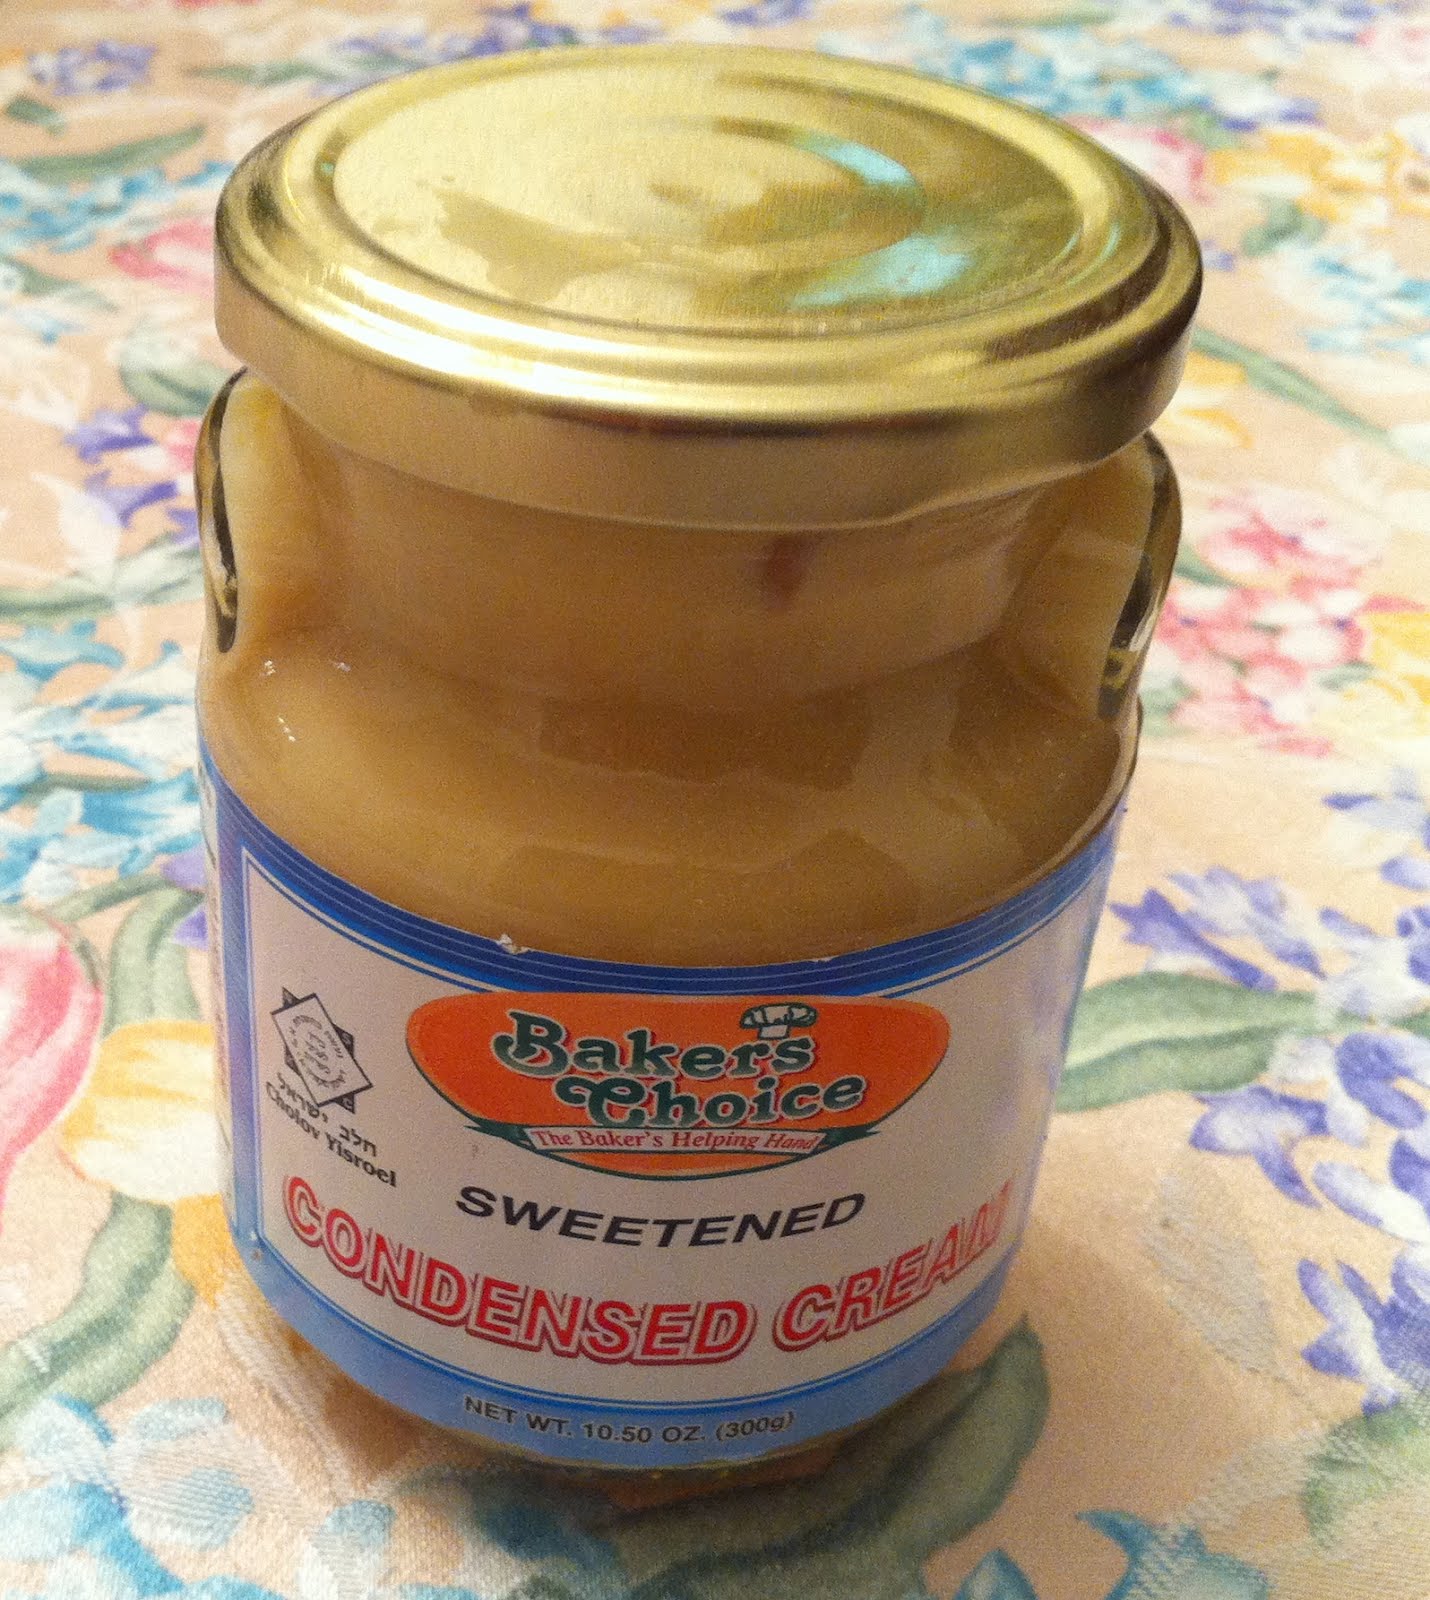 Baker's
Choice
The Baker's Helping Hand
חלב ישראל
Cholov Yisroel
SWEETENED
CONDENSED CREAM
NET WT. 10.50 OZ. (300g)